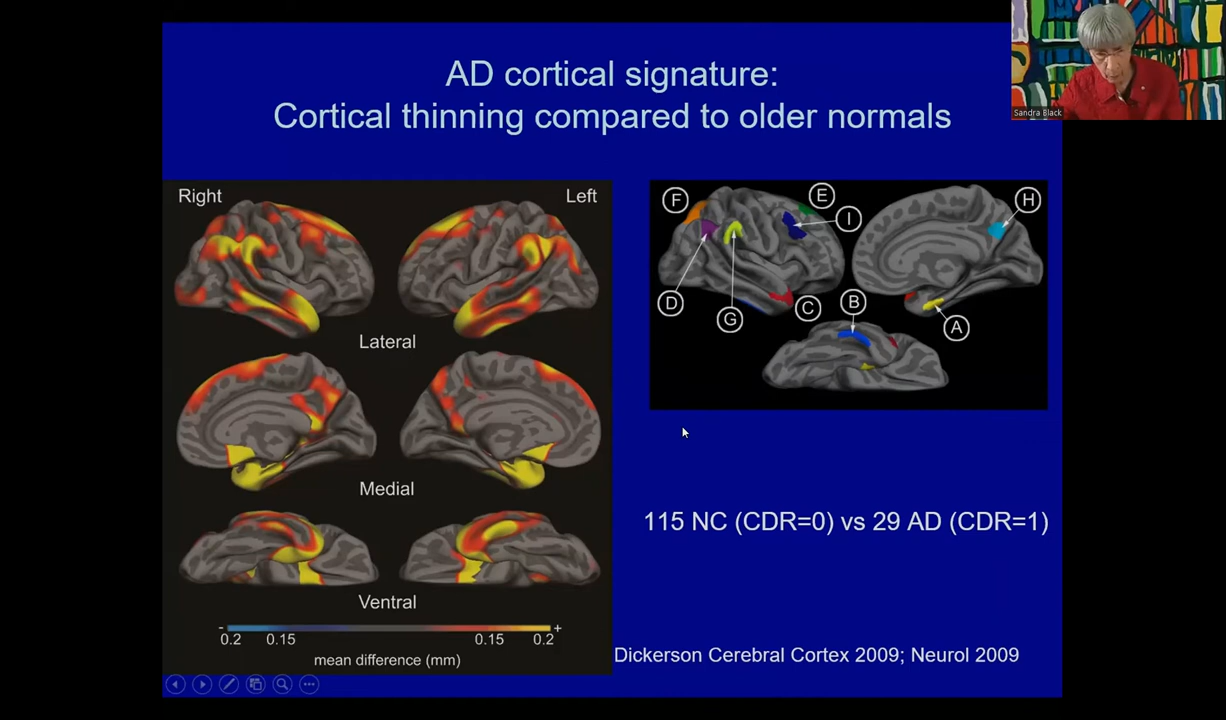 AD cortical signature:
Cortical thinning compared to older normals
Sandra Black
Right
Left
Lateral
Medial
Ventral
- +
0.2 0.15 0.15 0.2
mean difference (mm)
F
E
I
H
D
G
C
B
A
115 NC (CDR=0) vs 29 AD (CDR=1)
Dickerson Cerebral Cortex 2009; Neurol 2009